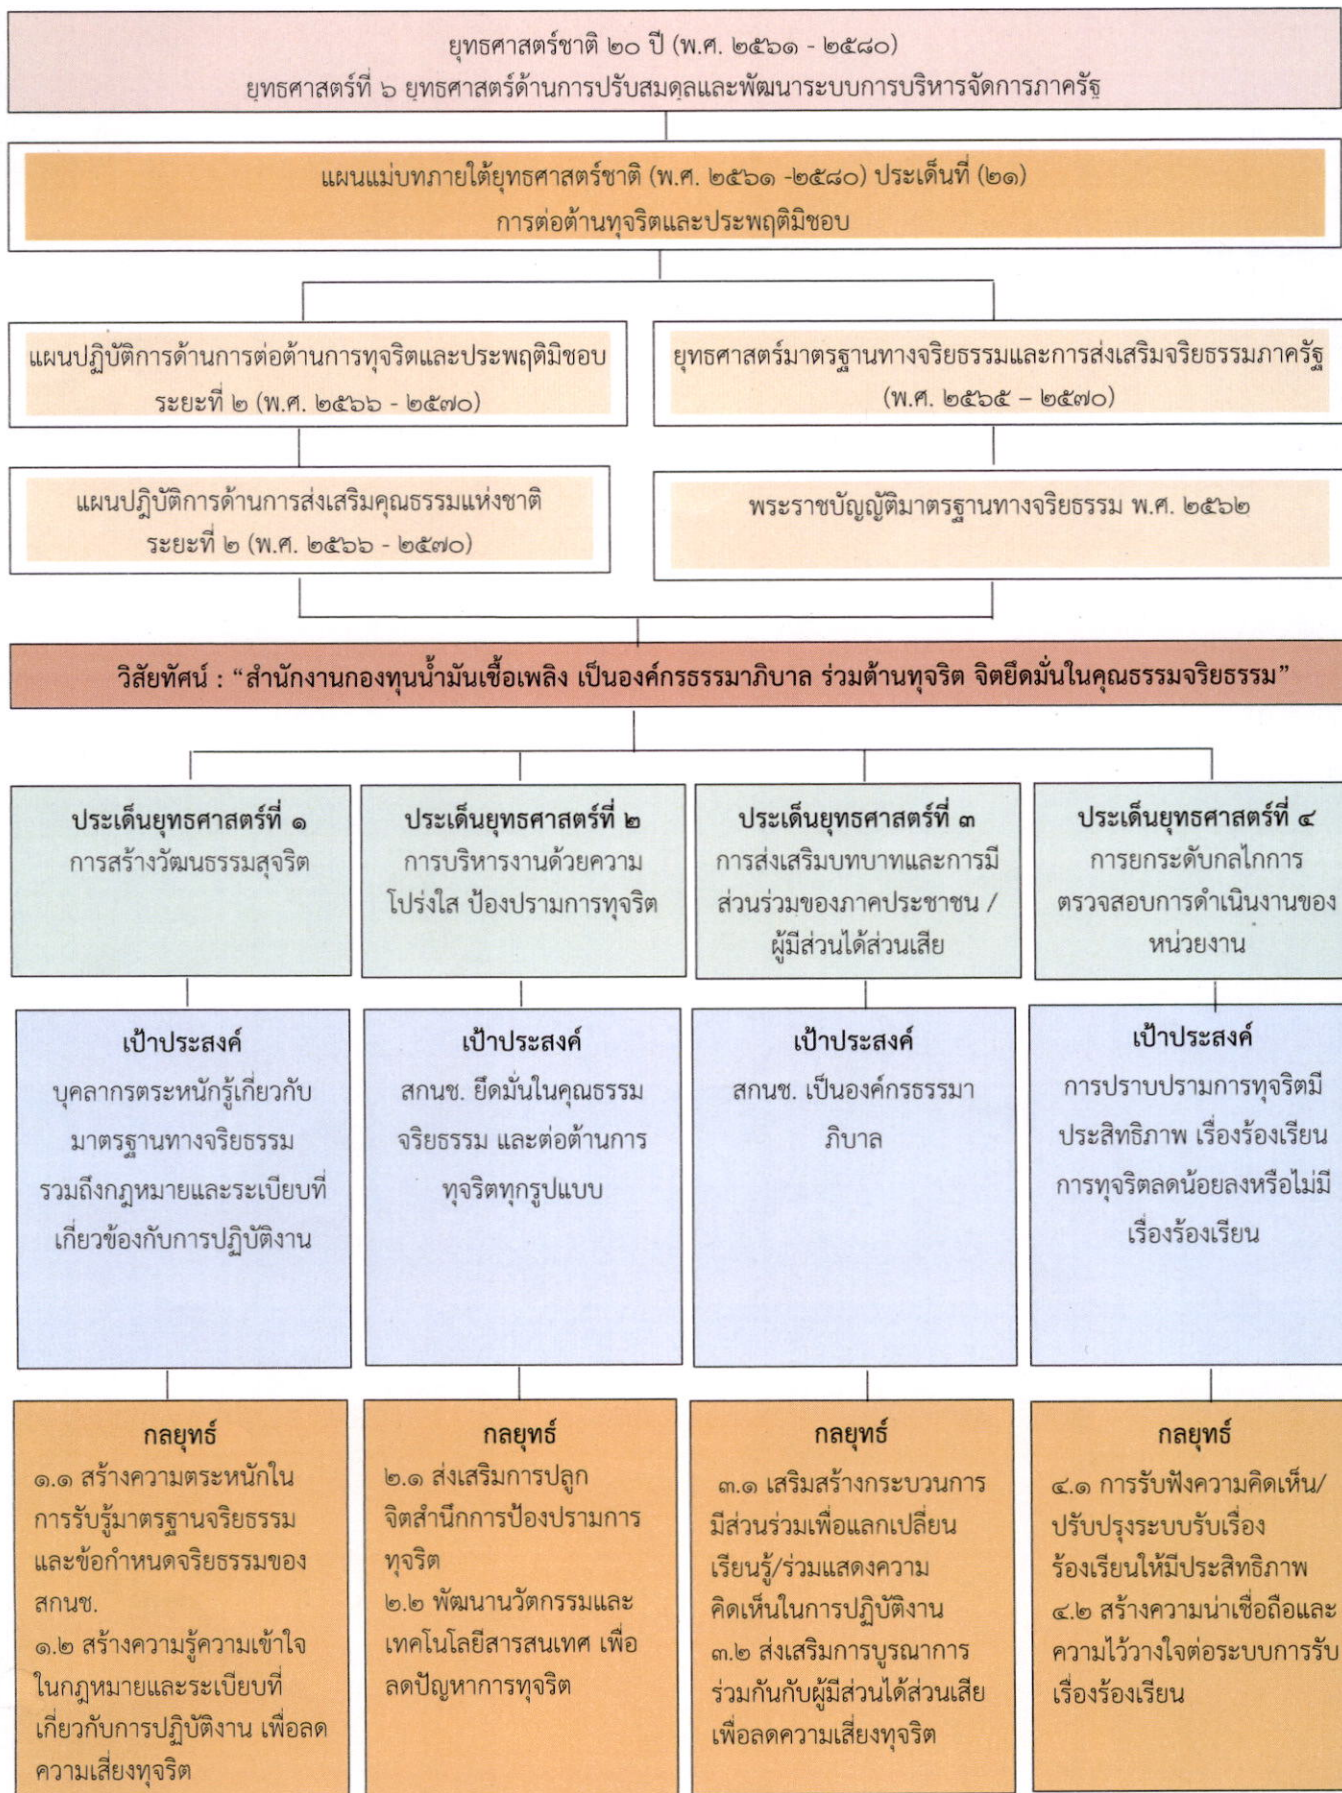 ยุทธศาสตร์ชาติ ๒๐ ปี (พ.ศ. ๒๕๖๑ - ๒๕๘๐)
ยุทธศาสตร์ที่ ๖ ยุทธศาสตร์ด้านการปรับสมดุลและพัฒนาระบบการบริหารจัดการภาครัฐ
แผนแม่บทภายใต้ยุทธศาสตร์ชาติ (พ.ศ. ๒๕๖๑ -๒๕๘๐) ประเด็นที่ (๒๑)
การต่อต้านทุจริตและประพฤติมิชอบ
แผนปฏิบัติการด้านการต่อต้านการทุจริตและประพฤติมิชอบ
ระยะที่ ๒ (พ.ศ. ๒๕๖๖ - ๒๕๗๐)
ยุทธศาสตร์มาตรฐานทางจริยธรรมและการส่งเสริมจริยธรรมภาครัฐ
(พ.ศ. ๒๕๖๕ – ๒๕๗๐)
แผนปฏิบัติการด้านการส่งเสริมคุณธรรมแห่งชาติ
ระยะที่ ๒ (พ.ศ. ๒๕๖๖ - ๒๕๗๐)
พระราชบัญญัติมาตรฐานทางจริยธรรม พ.ศ. ๒๕๖๒
วิสัยทัศน์ : “สำนักงานกองทุนน้ำมันเชื้อเพลิง เป็นองค์กรธรรมาภิบาล ร่วมต้านทุจริต จิตยึดมั่นในคุณธรรมจริยธรรม”
ประเด็นยุทธศาสตร์ที่ ๑
การสร้างวัฒนธรรมสุจริต
ประเด็นยุทธศาสตร์ที่ ๒
การบริหารงานด้วยความ
โปร่งใส ป้องปรามการทุจริต
ประเด็นยุทธศาสตร์ที่ ๓
การส่งเสริมบทบาทและการมี
ส่วนร่วมของภาคประชาชน /
ผู้มีส่วนได้ส่วนเสีย
ประเด็นยุทธศาสตร์ที่ ๔
การยกระดับกลไกการ
ตรวจสอบการดำเนินงานของ
หน่วยงาน
เป้าประสงค์
บุคลากรตระหนักรู้เกี่ยวกับ
มาตรฐานทางจริยธรรม
รวมถึงกฎหมายและระเบียบที่
เกี่ยวข้องกับการปฏิบัติงาน
เป้าประสงค์
สกนช. ยึดมั่นในคุณธรรม
จริยธรรม และต่อต้านการ
ทุจริตทุกรูปแบบ
เป้าประสงค์
สกนช. เป็นองค์กรธรรมา
ภิบาล
เป้าประสงค์
การปราบปรามการทุจริตมี
ประสิทธิภาพ เรื่องร้องเรียน
การทุจริตลดน้อยลงหรือไม่มี
เรื่องร้องเรียน
กลยุทธ์
๑.๑ สร้างความตระหนักใน
การรับรู้มาตรฐานจริยธรรม
และข้อกำหนดจริยธรรมของ
สกนช.
๑.๒ สร้างความรู้ความเข้าใจ
ในกฎหมายและระเบียบที่
เกี่ยวกับการปฏิบัติงาน เพื่อลด
ความเสี่ยงทุจริต
กลยุทธ์
๒.๑ ส่งเสริมการปลูก
จิตสำนึกการป้องปรามการ
ทุจริต
๒.๒ พัฒนานวัตกรรมและ
เทคโนโลยีสารสนเทศ เพื่อ
ลดปัญหาการทุจริต
กลยุทธ์
๓.๑ เสริมสร้างกระบวนการ
มีส่วนร่วมเพื่อแลกเปลี่ยน
เรียนรู้/ร่วมแสดงความ
คิดเห็นในการปฏิบัติงาน
๓.๒ ส่งเสริมการบูรณาการ
ร่วมกันกับผู้มีส่วนได้ส่วนเสีย
เพื่อลดความเสี่ยงทุจริต
กลยุทธ์
๔.๑ การรับฟังความคิดเห็น/
ปรับปรุงระบบรับเรื่อง
ร้องเรียนให้มีประสิทธิภาพ
๔.๒ สร้างความน่าเชื่อถือและ
ความไว้วางใจต่อระบบการรับ
เรื่องร้องเรียน